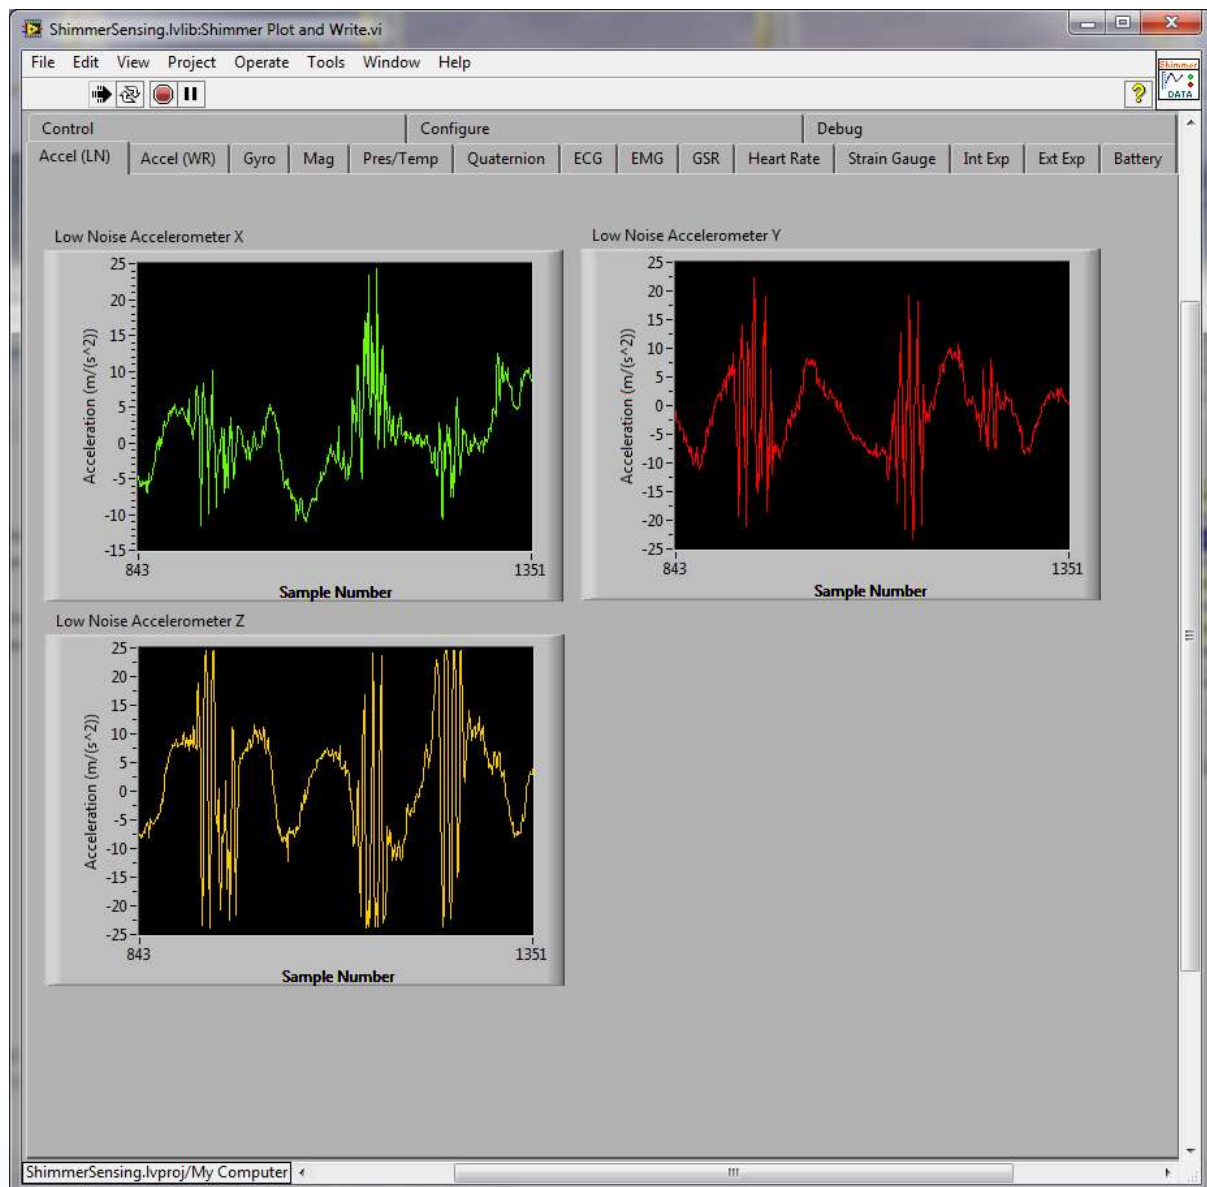 ShimmerSensing.lvlib:Shimmer Plot and Write.vi
File Edit View Project Operate Tools Window Help
Shimmer
DATA
Control Configure Debug
Accel (LN) Accel (WR) Gyro Mag Pres/Temp Quaternion ECG EMG GSR Heart Rate Strain Gauge Int Exp Ext Exp Battery
Low Noise Accelerometer X
Acceleration (m/(s^2))
25
20
15
10
5
0
-5
-10
-15
843 1351
Sample Number
Low Noise Accelerometer Y
Acceleration (m/(s^2))
25
20
15
10
5
0
-5
-10
-15
-20
-25
843 1351
Sample Number
Low Noise Accelerometer Z
Acceleration (m/(s^2))
25
20
15
10
5
0
-5
-10
-15
-20
-25
843 1351
Sample Number
ShimmerSensing.lvproj/My Computer